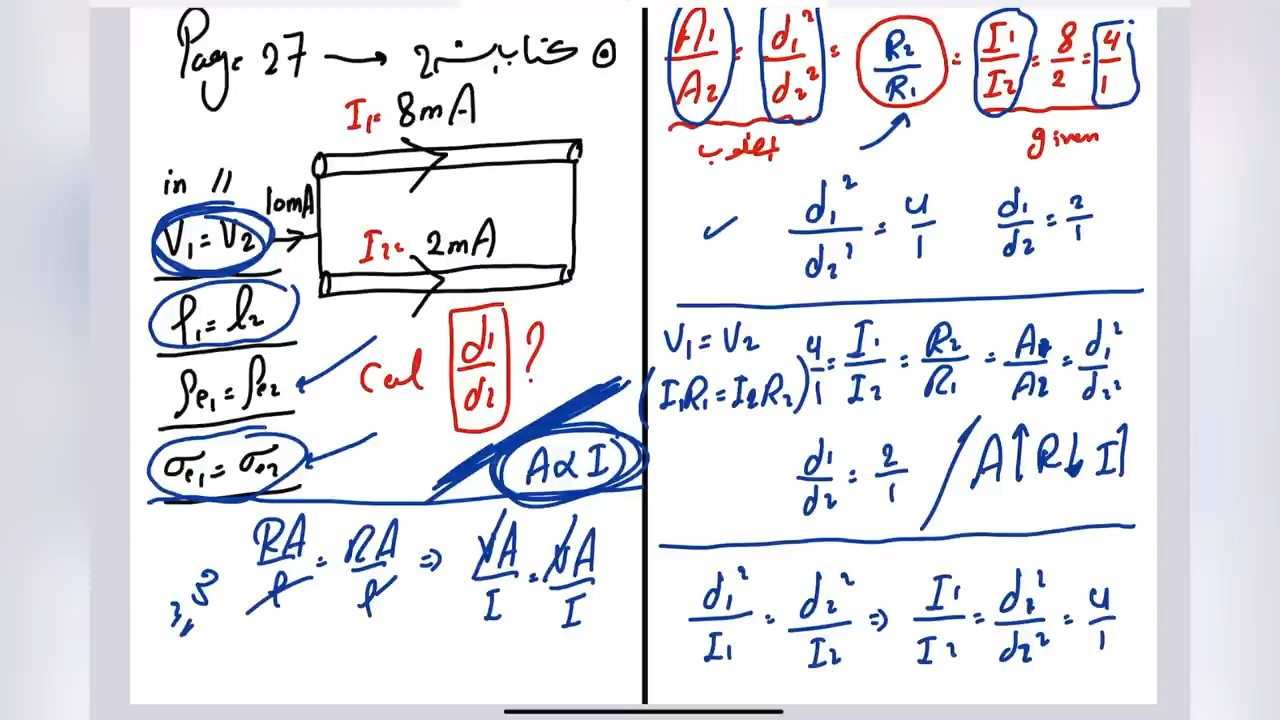 Page 27 → كتاب 2
I₁= 8mA
in //
10mA
V₁ = V₂
I₂= 2mA
ℓ₁ = ℓ₂
ρe₁ = ρe₂
Cal d₁/d₂ ?
σe₁ = σe₂
A ∝ I
RA/ℓ = RA/ℓ ⇒ VA/I = VA/I
A₁/A₂ = d₁²/d₂² = R₂/R₁ = I₁/I₂ = 8/2 = 4/1
given
d₁²/d₂² = 4/1 d₁/d₂ = 2/1
V₁ = V₂
(I₁R₁ = I₂R₂) 4/1 = I₁/I₂ = R₂/R₁ = A₁/A₂ = d₁²/d₂²
d₁/d₂ = 2/1 / A↑ R↓ I↑
d₁²/I₁ = d₂²/I₂ ⇒ I₁/I₂ = d₁²/d₂² = 4/1